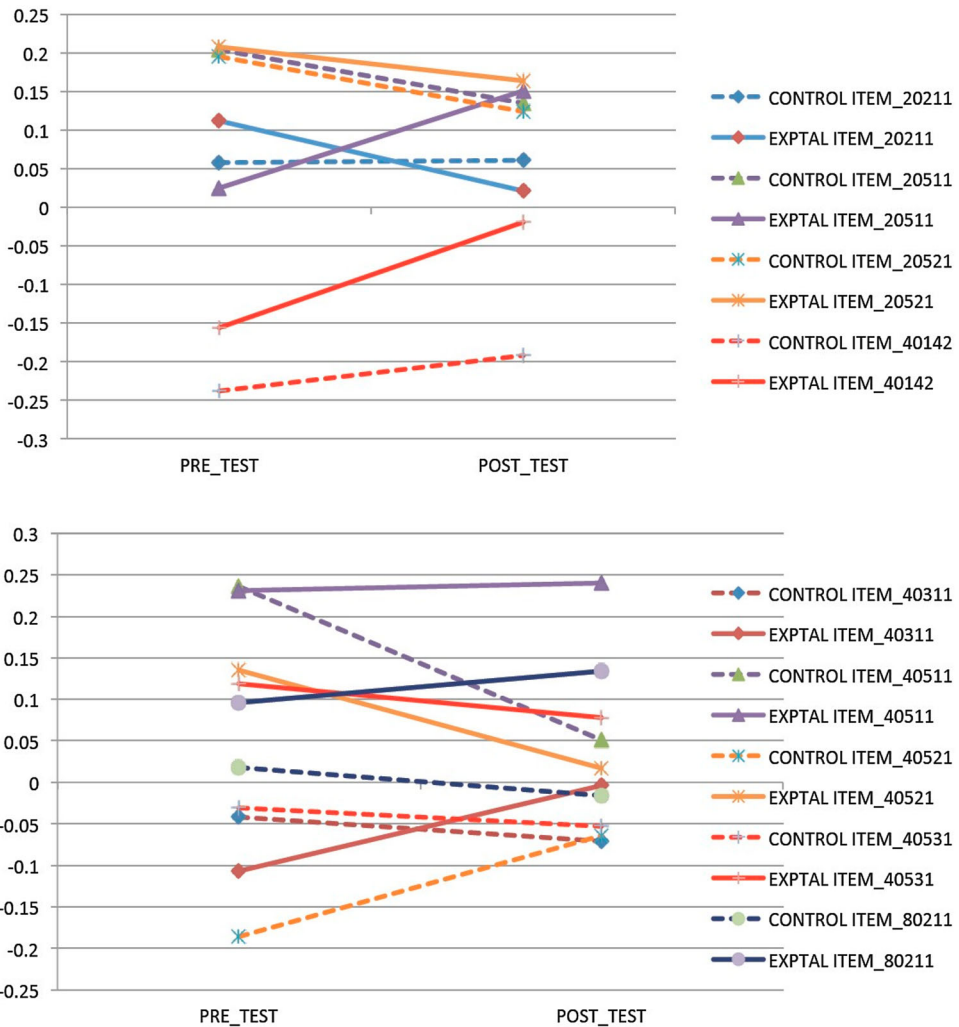 0.25
0.2
0.15
0.1
0.05
0
-0.05
-0.1
-0.15
-0.2
-0.25
-0.3
PRE_TEST
POST_TEST
CONTROL ITEM_20211
EXPTAL ITEM_20211
CONTROL ITEM_20511
EXPTAL ITEM_20511
CONTROL ITEM_20521
EXPTAL ITEM_20521
CONTROL ITEM_40142
EXPTAL ITEM_40142
0.3
0.25
0.2
0.15
0.1
0.05
0
-0.05
-0.1
-0.15
-0.2
-0.25
PRE_TEST
POST_TEST
CONTROL ITEM_40311
EXPTAL ITEM_40311
CONTROL ITEM_40511
EXPTAL ITEM_40511
CONTROL ITEM_40521
EXPTAL ITEM_40521
CONTROL ITEM_40531
EXPTAL ITEM_40531
CONTROL ITEM_80211
EXPTAL ITEM_80211